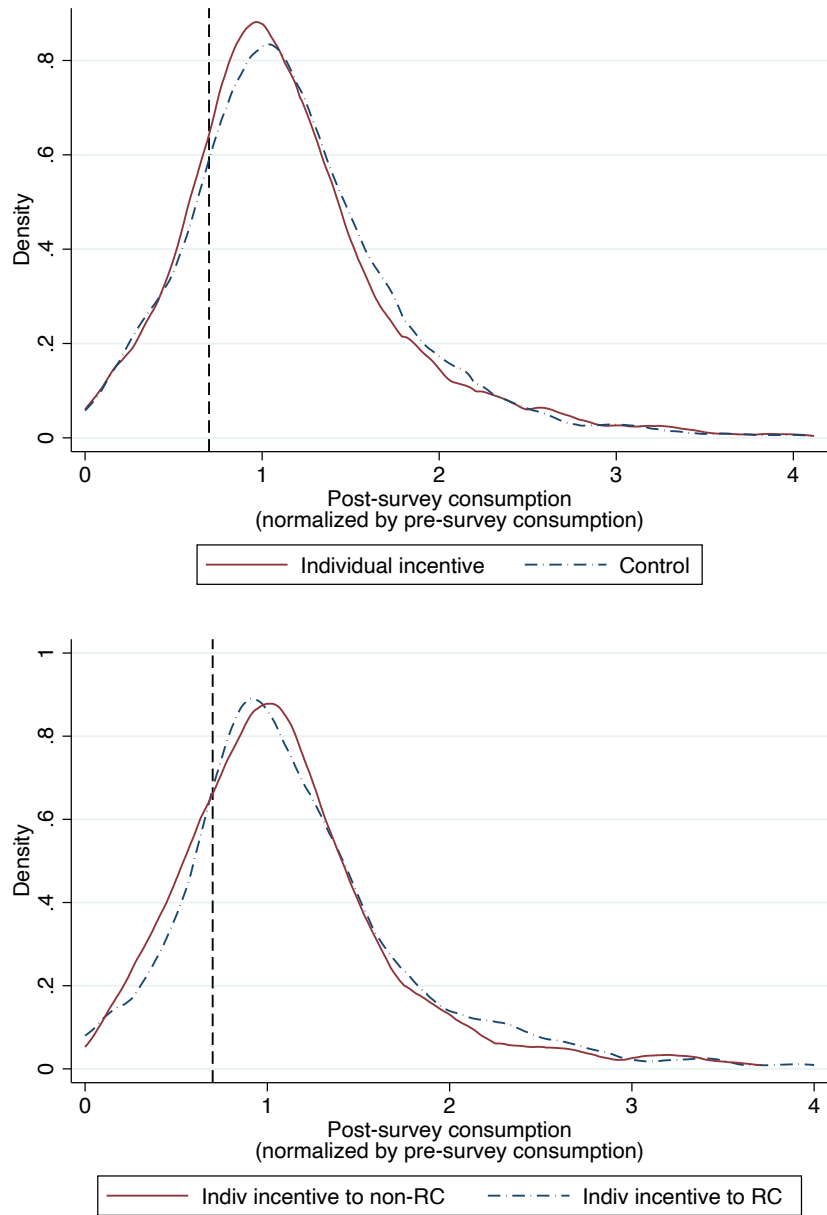 Density
.8
.6
.4
.2
0
0 1 2 3 4
Post-survey consumption
(normalized by pre-survey consumption)
Individual incentive Control
Density
1
.8
.6
.4
.2
0
0 1 2 3 4
Post-survey consumption
(normalized by pre-survey consumption)
Indiv incentive to non-RC Indiv incentive to RC